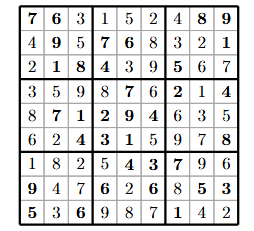 7 6 3 1 5 2 4 8 9
4 9 5 7 6 8 3 2 1
2 1 8 4 3 9 5 6 7
3 5 9 8 7 6 2 1 4
8 7 1 2 9 4 6 3 5
6 2 4 3 1 5 9 7 8
1 8 2 5 4 3 7 9 6
9 4 7 6 2 6 8 5 3
5 3 6 9 8 7 1 4 2